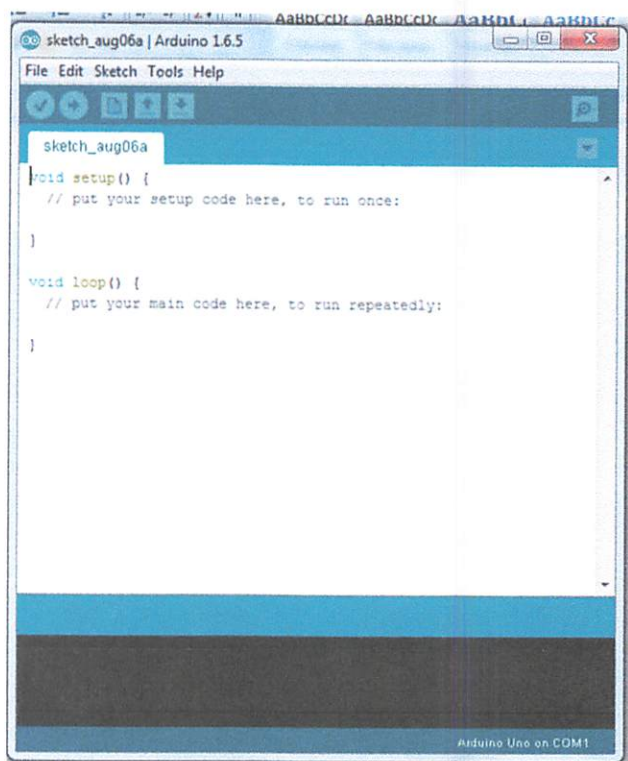 AaBbCcDc AaBbCcDc AaBbC
sketch_aug06a | Arduino 1.6.5
File Edit Sketch Tools Help
sketch_aug06a
void setup() {
// put your setup code here, to run once:
}
void loop() {
// put your main code here, to run repeatedly:
}
Arduino Uno on COM1